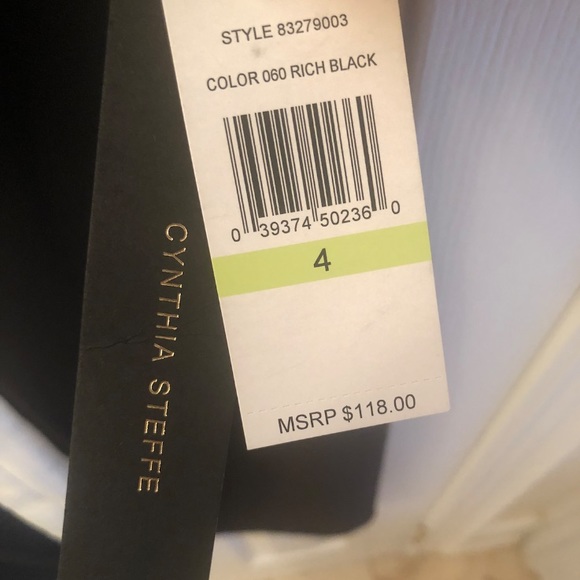 STYLE 83279003
COLOR 060 RICH BLACK
0 39374 50236 0
4
MSRP $118.00
CYNTHIA STEFFE